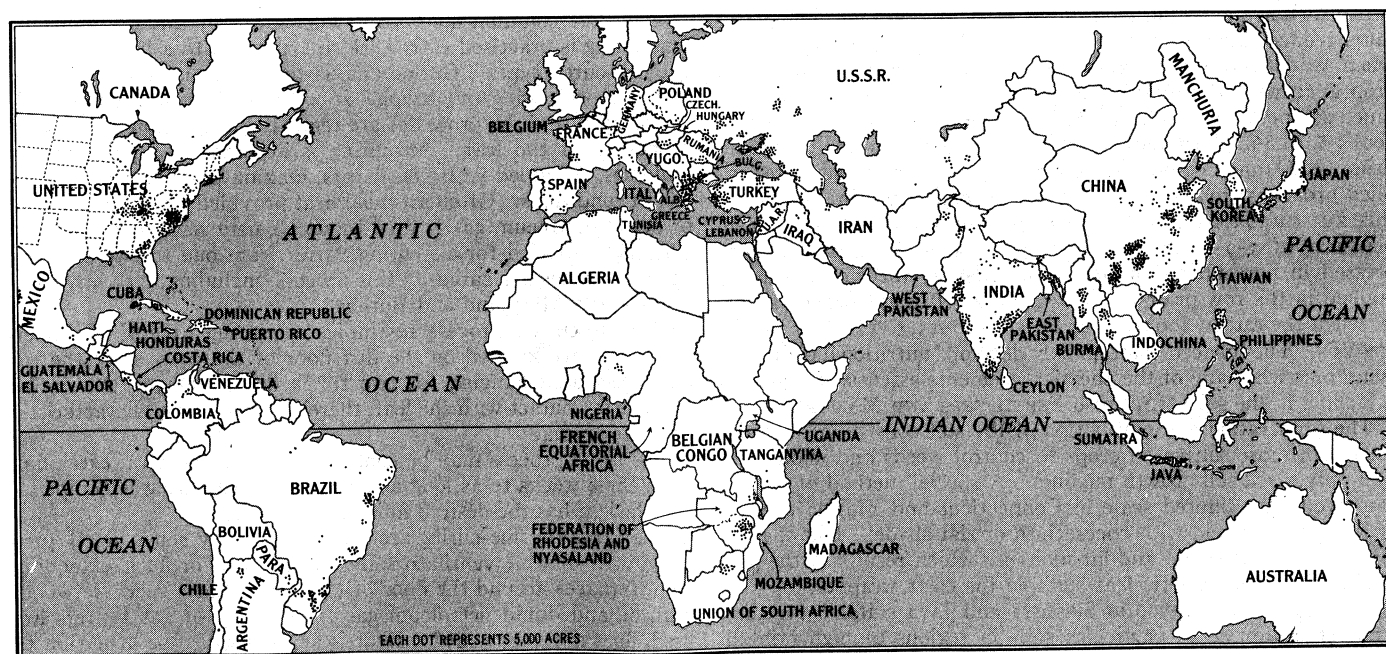 CANADA
UNITED STATES
MEXICO
ATLANTIC
OCEAN
CUBA
DOMINICAN REPUBLIC
HAITI
PUERTO RICO
HONDURAS
COSTA RICA
GUATEMALA
EL SALVADOR
VENEZUELA
COLOMBIA
PACIFIC
OCEAN
BRAZIL
BOLIVIA
PARA.
CHILE
ARGENTINA
EACH DOT REPRESENTS 5,000 ACRES
BELGIUM
FRANCE
GERMANY
POLAND
CZECH.
HUNGARY
RUMANIA
YUGO.
BULG.
SPAIN
ITALY
ALB.
GREECE
TURKEY
TUNISIA
CYPRUS
LEBANON
U.A.R.
IRAQ
IRAN
U.S.S.R.
ALGERIA
NIGERIA
FRENCH
EQUATORIAL
AFRICA
BELGIAN
CONGO
UGANDA
TANGANYIKA
FEDERATION OF
RHODESIA AND
NYASALAND
MADAGASCAR
MOZAMBIQUE
UNION OF SOUTH AFRICA
MANCHURIA
CHINA
JAPAN
SOUTH
KOREA
PACIFIC
OCEAN
TAIWAN
WEST
PAKISTAN
INDIA
EAST
PAKISTAN
BURMA
INDOCHINA
PHILIPPINES
CEYLON
INDIAN OCEAN
SUMATRA
JAVA
AUSTRALIA